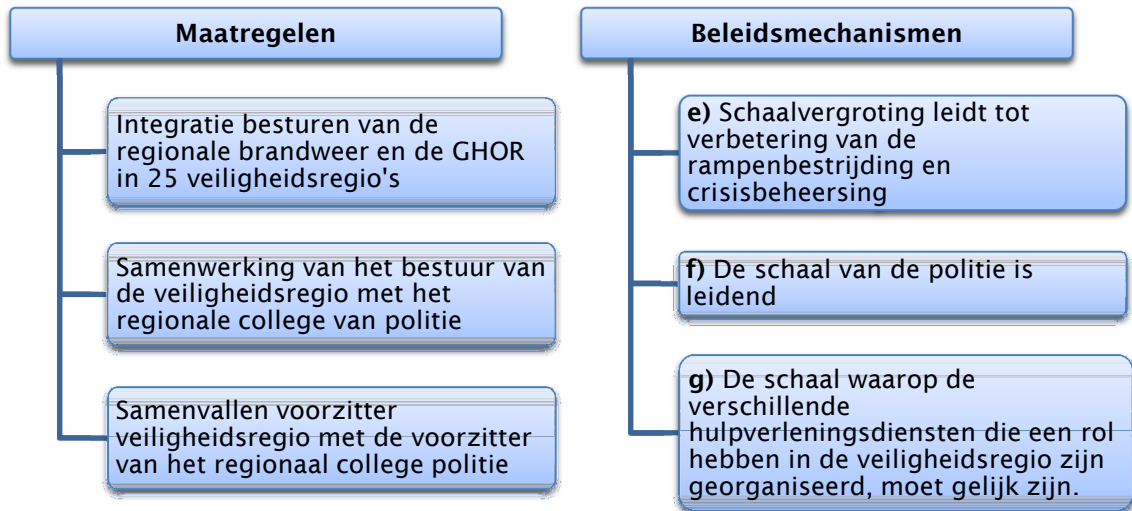 Maatregelen
Integratie besturen van de
regionale brandweer en de GHOR
in 25 veiligheidsregio's
Samenwerking van het bestuur van
de veiligheidsregio met het
regionale college van politie
Samenvallen voorzitter
veiligheidsregio met de voorzitter
van het regionaal college politie
Beleidsmechanismen
e) Schaalvergroting leidt tot
verbetering van de
rampenbestrijding en
crisisbeheersing
f) De schaal van de politie is
leidend
g) De schaal waarop de
verschillende
hulpverleningsdiensten die een rol
hebben in de veiligheidsregio zijn
georganiseerd, moet gelijk zijn.